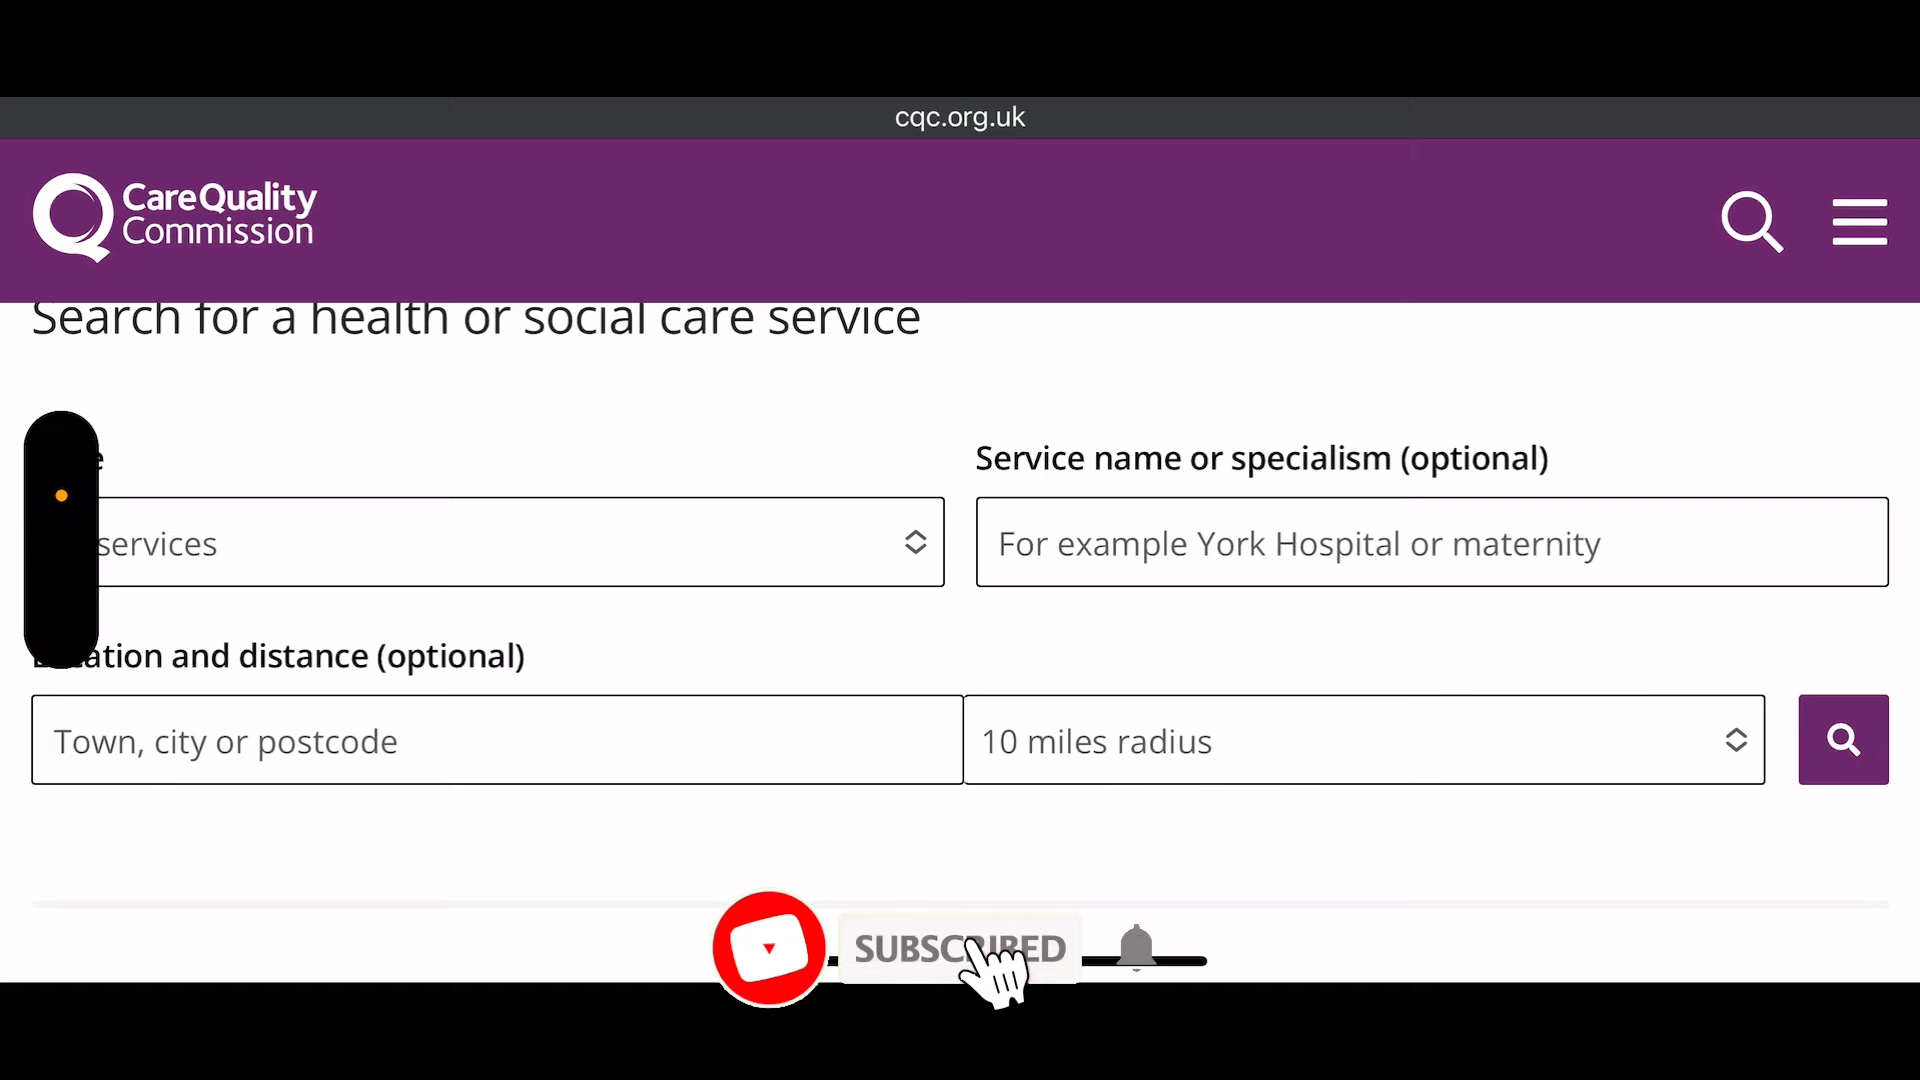 cqc.org.uk
CareQuality
Commission
Search for a health or social care service
Service name or specialism (optional)
services
For example York Hospital or maternity
and distance (optional)
Town, city or postcode
10 miles radius
SUBSCRIBED